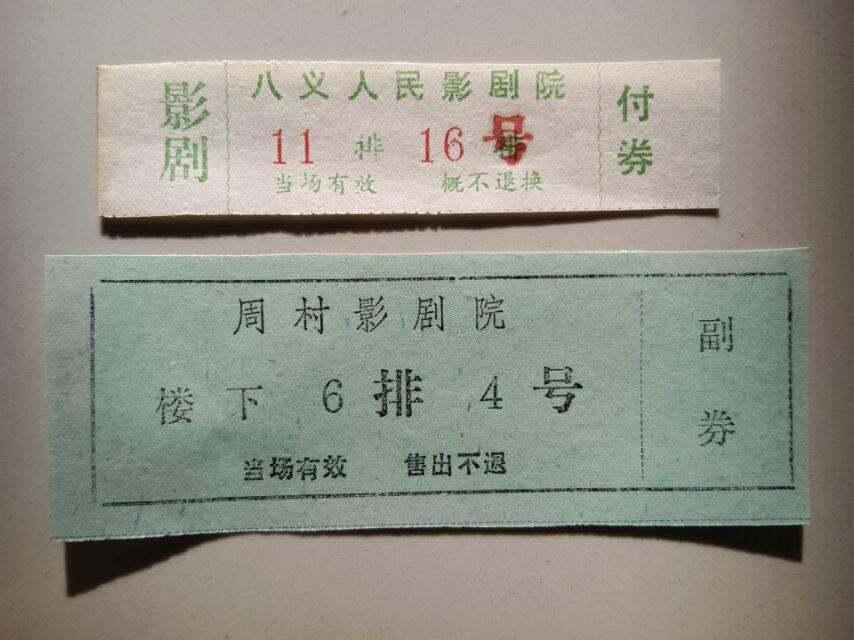 影剧
八义人民影剧院
11 排 16 号
当场有效 概不退换
付券
周村影剧院
楼下 6 排 4 号
当场有效 售出不退
副券